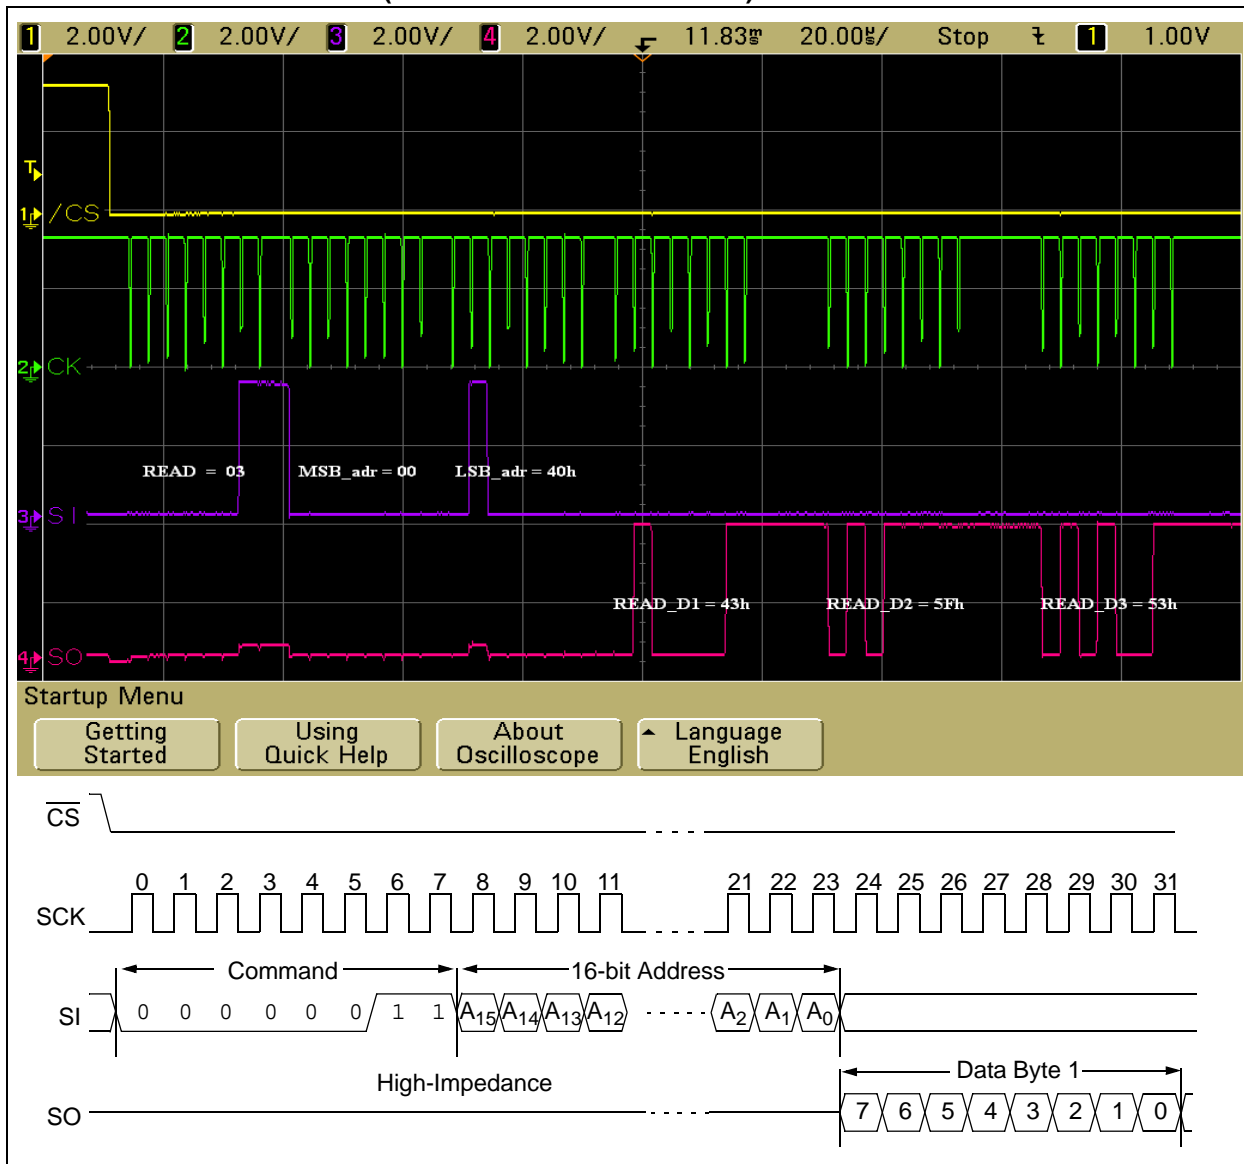 1 2.00V/ 2 2.00V/ 3 2.00V/ 4 2.00V/ 11.83ms 20.00us/ Stop 1 1.00V
T
1 /CS
2 CK
READ = 03 MSB_adr = 00 LSB_adr = 40h
3 SI
READ_D1 = 43h READ_D2 = 5Fh READ_D3 = 53h
4 SO
Startup Menu
Getting Started
Using Quick Help
About Oscilloscope
Language English
CS
0 1 2 3 4 5 6 7 8 9 10 11 21 22 23 24 25 26 27 28 29 30 31
SCK
Command 16-bit Address
SI 0 0 0 0 0 0 1 1 A15 A14 A13 A12 A2 A1 A0
High-Impedance Data Byte 1
SO 7 6 5 4 3 2 1 0